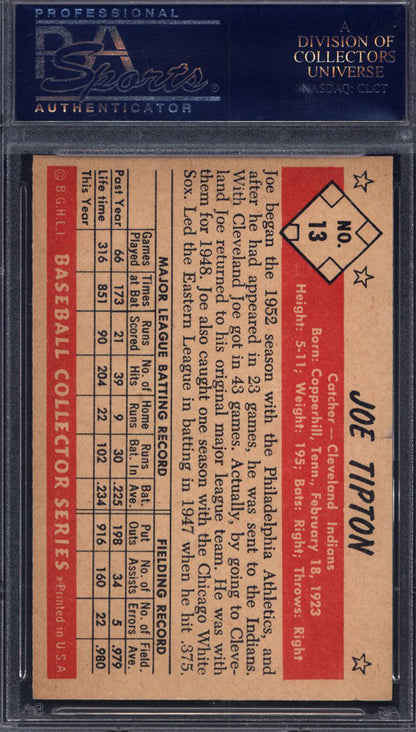 PROFESSIONAL
PSA
Sports
AUTHENTICATOR
A
DIVISION OF
COLLECTORS
UNIVERSE
NASDAQ: CLCT
NO.
13
JOE TIPTON
Catcher — Cleveland Indians
Born: Copperhill, Tenn., February 18, 1923
Height: 5-11; Weight: 195; Bats: Right; Throws: Right
Joe began the 1952 season with the Philadelphia Athletics, and
after he had appeared in 23 games, he was sent to the Indians.
With Cleveland Joe got in 43 games. Actually, by going to Cleve-
land Joe returned to his original major league team. He was with
them for 1948. Joe also caught one season with the Chicago White
Sox. Led the Eastern League in batting in 1947 when he hit .375.
MAJOR LEAGUE BATTING RECORD FIELDING RECORD
Games Times Runs No. of Home Runs Bat. Put No. of No. of Field.
Played at Bat Scored Hits Runs Bat. In Ave. Outs Assists Errors Ave.
Past Year 66 173 21 39 9 30 .225 198 34 5 .979
Life time 316 851 90 204 22 102 .234 916 160 22 .980
This Year
© B.G.H.L.I. BASEBALL COLLECTOR SERIES *Printed in U.S.A.